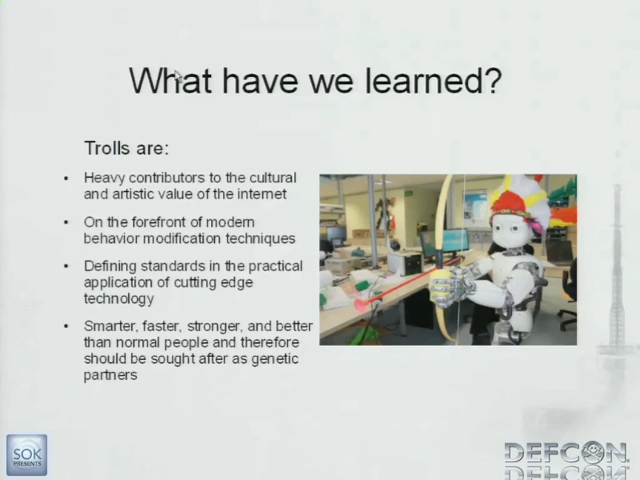 What have we learned?
Trolls are:
• Heavy contributors to the cultural
and artistic value of the internet
• On the forefront of modern
behavior modification techniques
• Defining standards in the practical
application of cutting edge
technology
• Smarter, faster, stronger, and better
than normal people and therefore
should be sought after as genetic
partners
SOK
PRESENTS
DEFCON